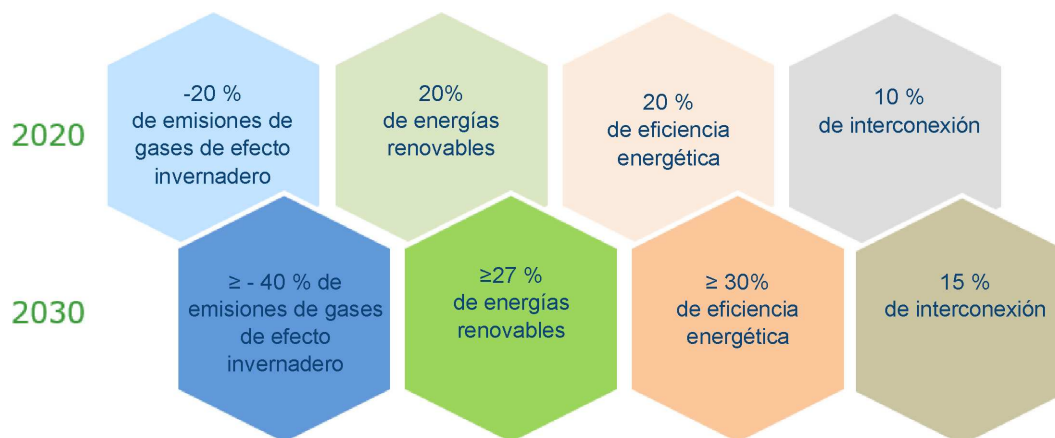 2020
-20 %
de emisiones de
gases de efecto
invernadero
20%
de energías
renovables
20 %
de eficiencia
energética
10 %
de interconexión
2030
≥ - 40 % de
emisiones de gases
de efecto
invernadero
≥27 %
de energías
renovables
≥ 30%
de eficiencia
energética
15 %
de interconexión